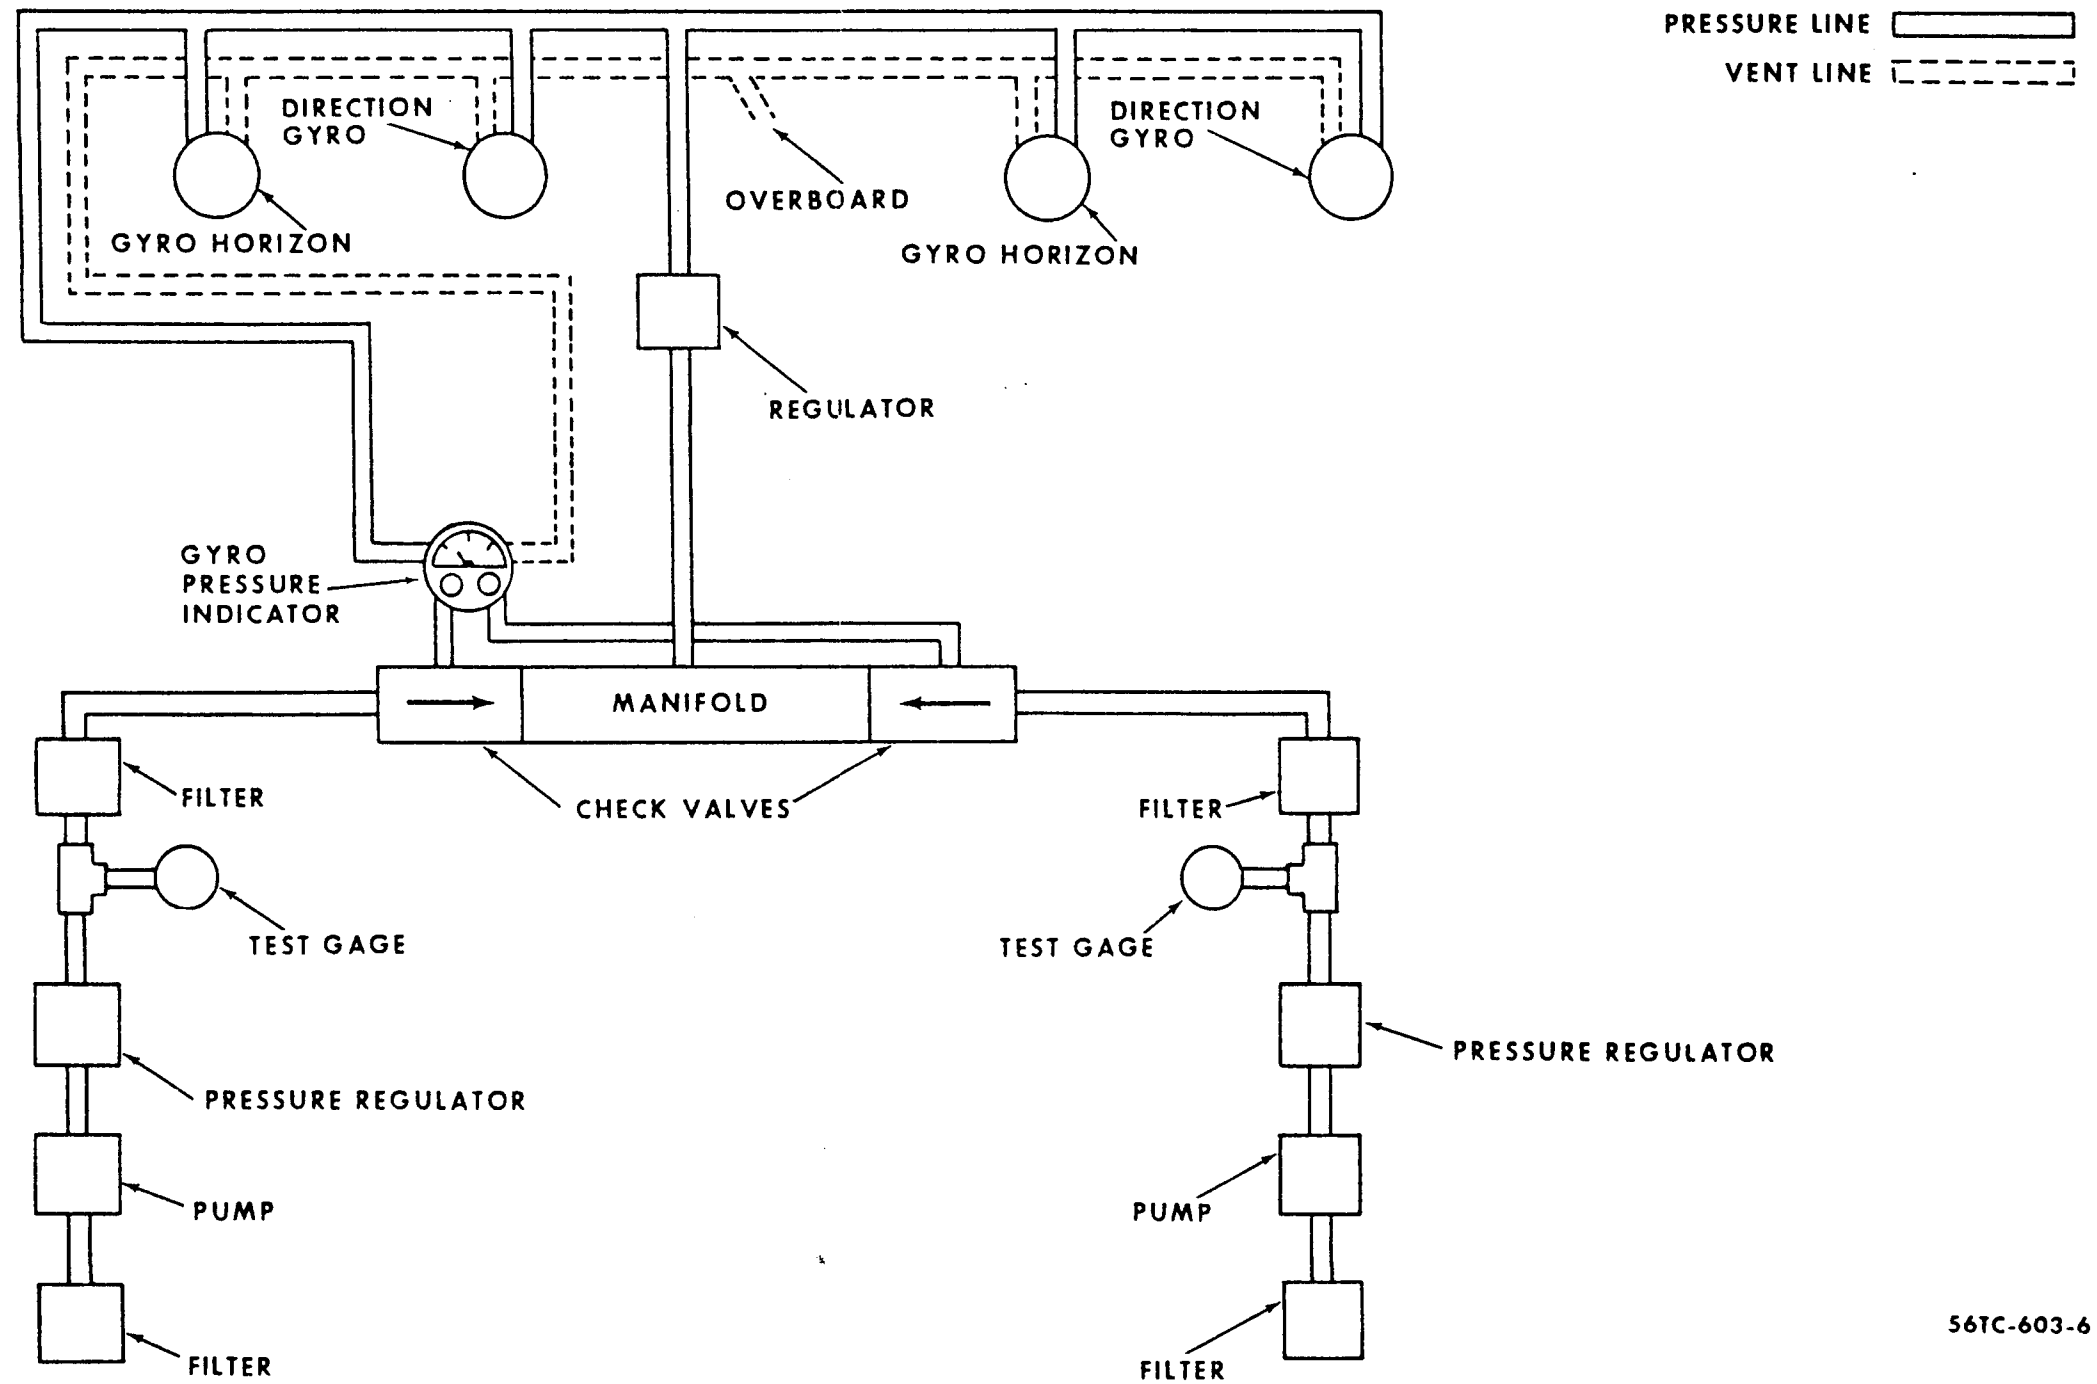 PRESSURE LINE
VENT LINE
DIRECTION
GYRO
DIRECTION
GYRO
OVERBOARD
GYRO HORIZON
GYRO HORIZON
REGULATOR
GYRO
PRESSURE
INDICATOR
MANIFOLD
FILTER
CHECK VALVES
FILTER
TEST GAGE
TEST GAGE
PRESSURE REGULATOR
PRESSURE REGULATOR
PUMP
PUMP
56TC-603-6
FILTER
FILTER